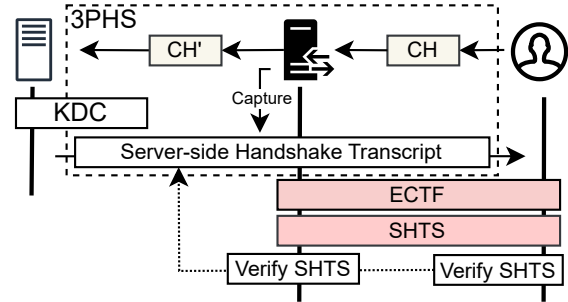 3PHS
CH'
CH
Capture
KDC
Server-side Handshake Transcript
ECTF
SHTS
Verify SHTS
Verify SHTS